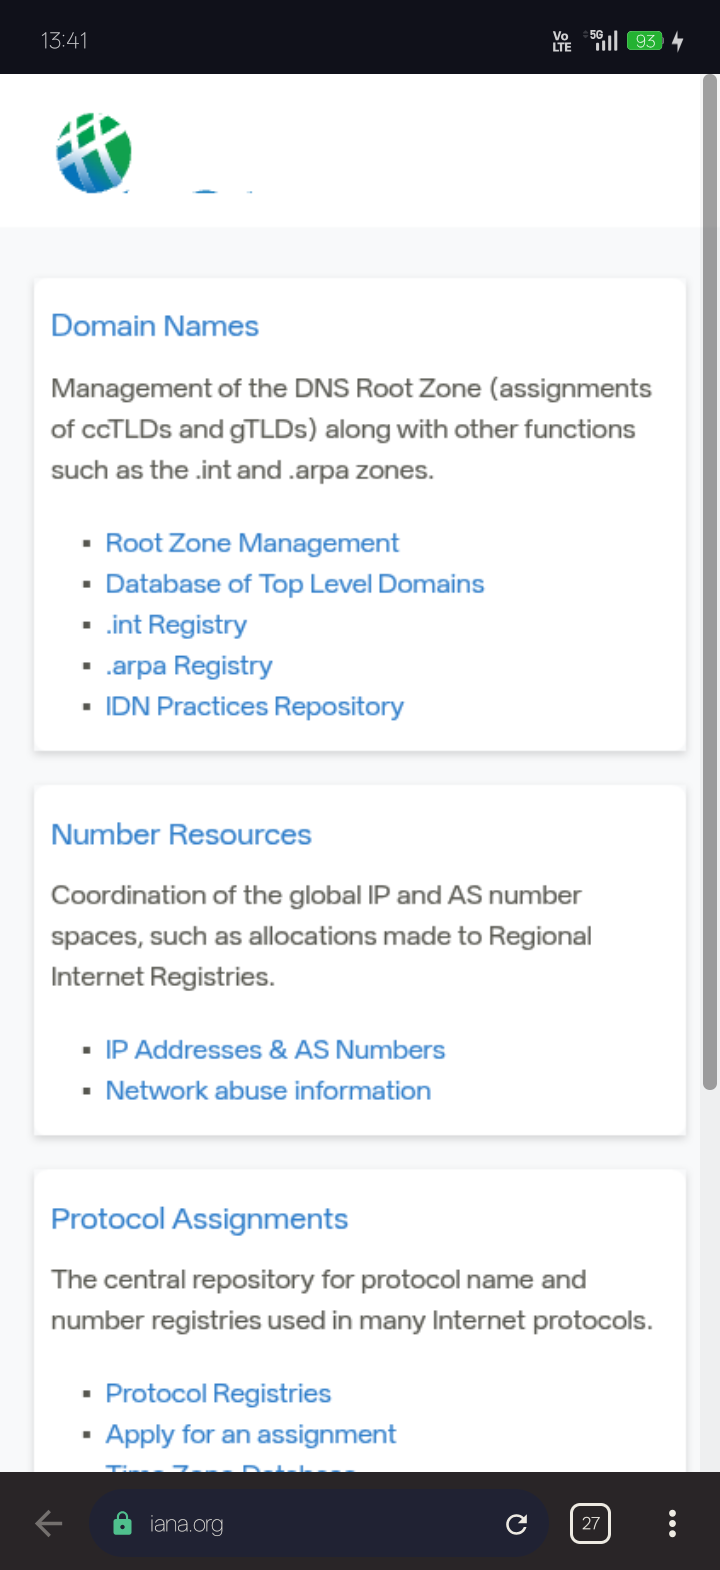 13:41
Vo
LTE
5G
93
Domain Names
Management of the DNS Root Zone (assignments
of ccTLDs and gTLDs) along with other functions
such as the .int and .arpa zones.
Root Zone Management
Database of Top Level Domains
.int Registry
.arpa Registry
IDN Practices Repository
Number Resources
Coordination of the global IP and AS number
spaces, such as allocations made to Regional
Internet Registries.
IP Addresses & AS Numbers
Network abuse information
Protocol Assignments
The central repository for protocol name and
number registries used in many Internet protocols.
Protocol Registries
Apply for an assignment
Time Zone Database
iana.org
27